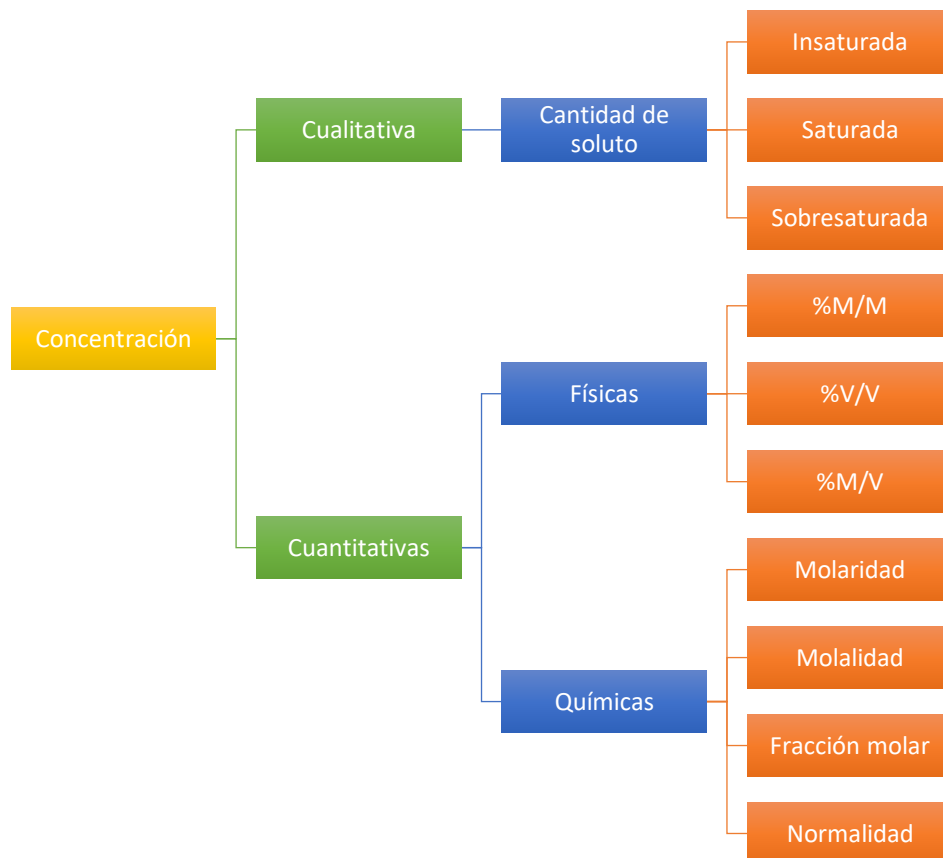 Concentración
Cualitativa
Cantidad de
soluto
Insaturada
Saturada
Sobresaturada
Cuantitativas
Físicas
%M/M
%V/V
%M/V
Químicas
Molaridad
Molalidad
Fracción molar
Normalidad